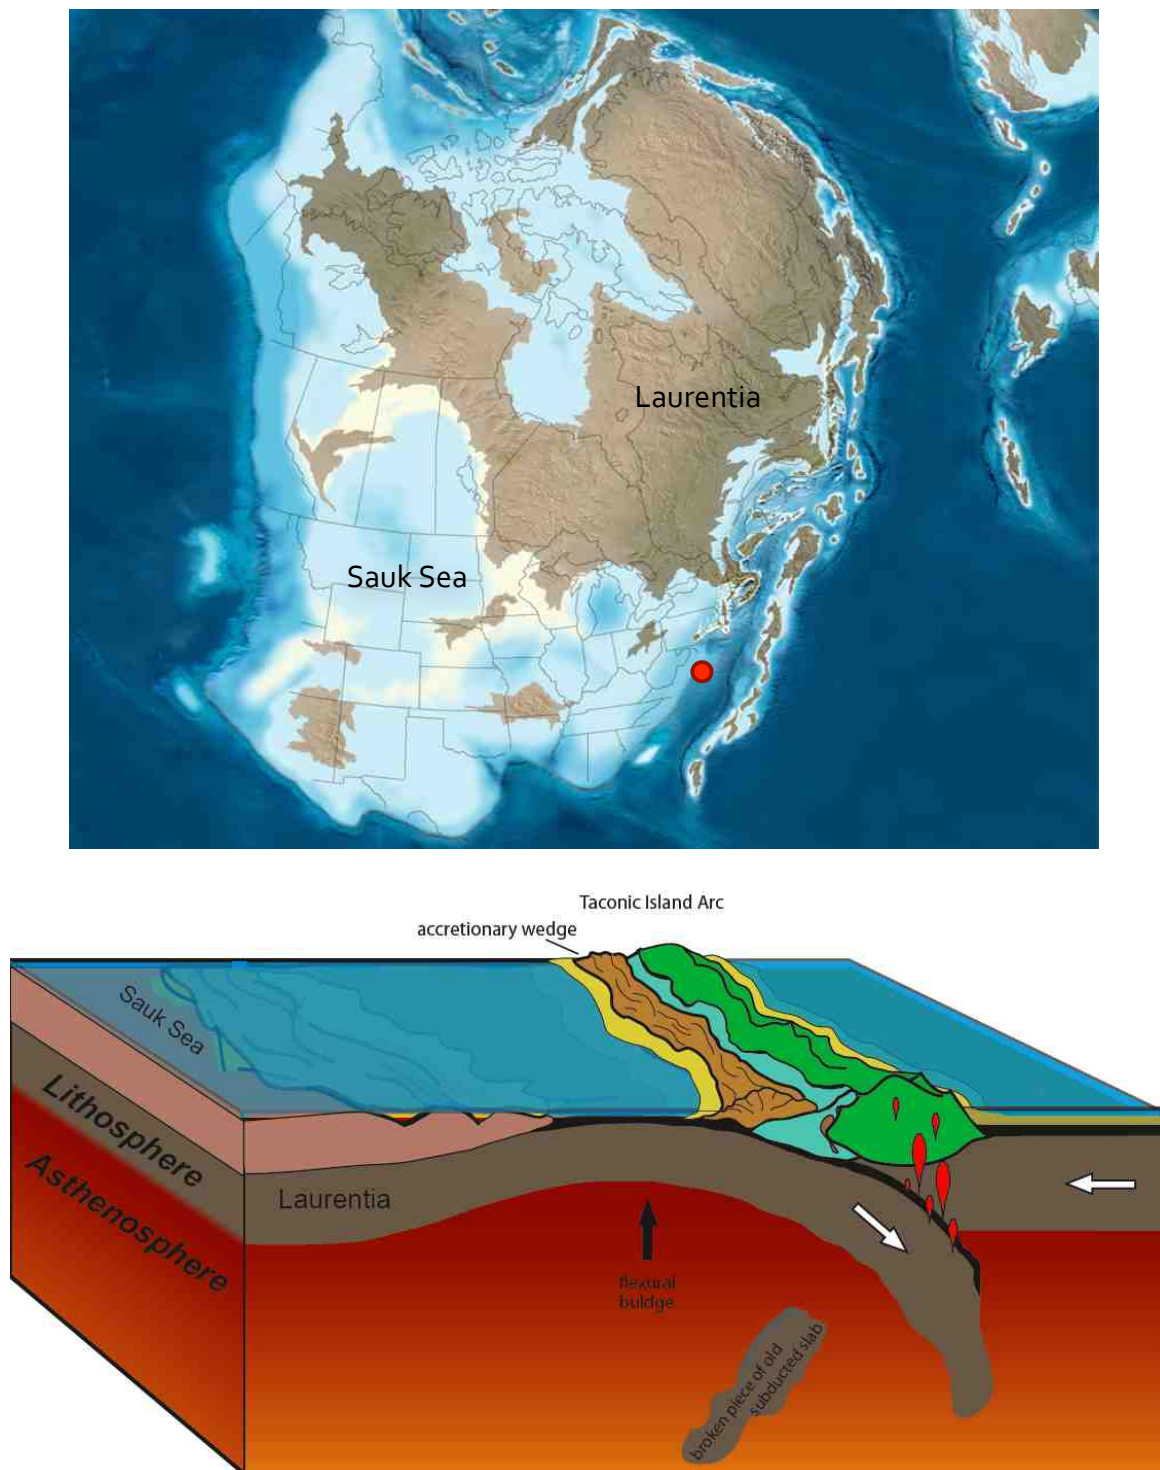 Laurentia
Sauk Sea
Taconic Island Arc
accretionary wedge
Sauk Sea
Lithosphere
Asthenosphere
Laurentia
flexural
buldge
broken piece of old
subducted slab